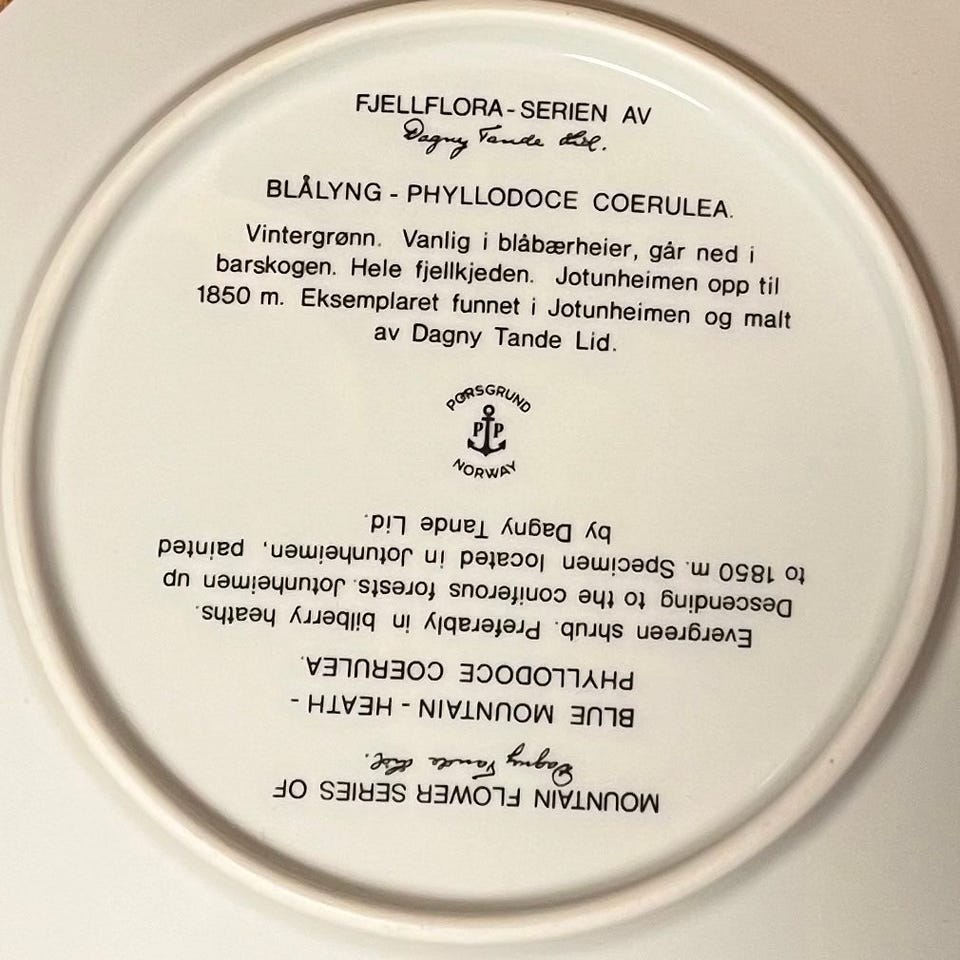 FJELLFLORA - SERIEN AV
Dagny Tande Lid.
BLÅLYNG - PHYLLODOCE COERULEA.
Vintergrønn. Vanlig i blåbærheier, går ned i
barskogen. Hele fjellkjeden. Jotunheimen opp til
1850 m. Eksemplaret funnet i Jotunheimen og malt
av Dagny Tande Lid.
PORSGRUND
PP
NORWAY
MOUNTAIN FLOWER SERIES OF
Dagny Tande Lid.
BLUE MOUNTAIN - HEATH -
PHYLLODOCE COERULEA.
Evergreen shrub. Preferably in bilberry heaths.
Descending to the coniferous forests. Jotunheimen up
to 1850 m. Specimen located in Jotunheimen, painted
by Dagny Tande Lid.